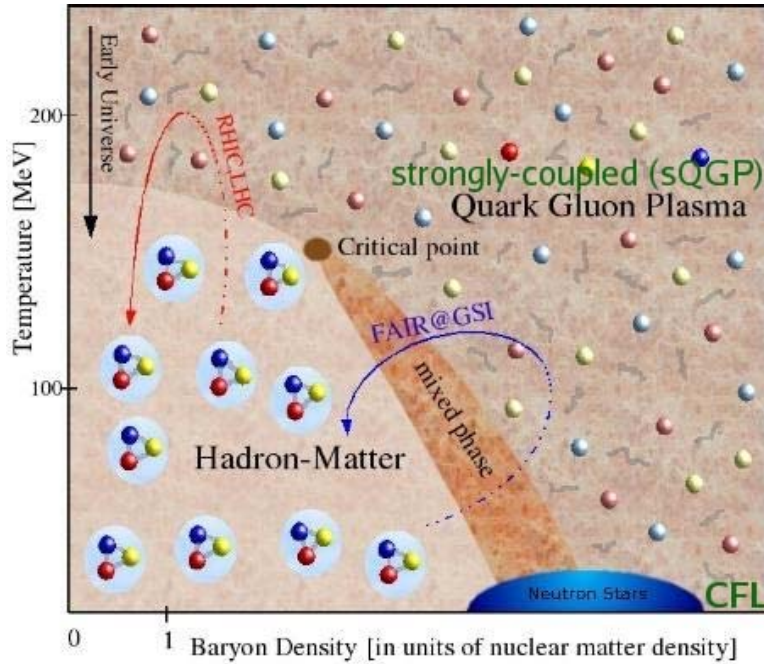 Early Universe
200
RHIC,LHC
strongly-coupled (sQGP)
Quark Gluon Plasma
Critical point
Temperature [MeV]
FAIR@GSI
100
mixed phase
Hadron-Matter
Neutron Stars
CFL
0
1
Baryon Density [in units of nuclear matter density]